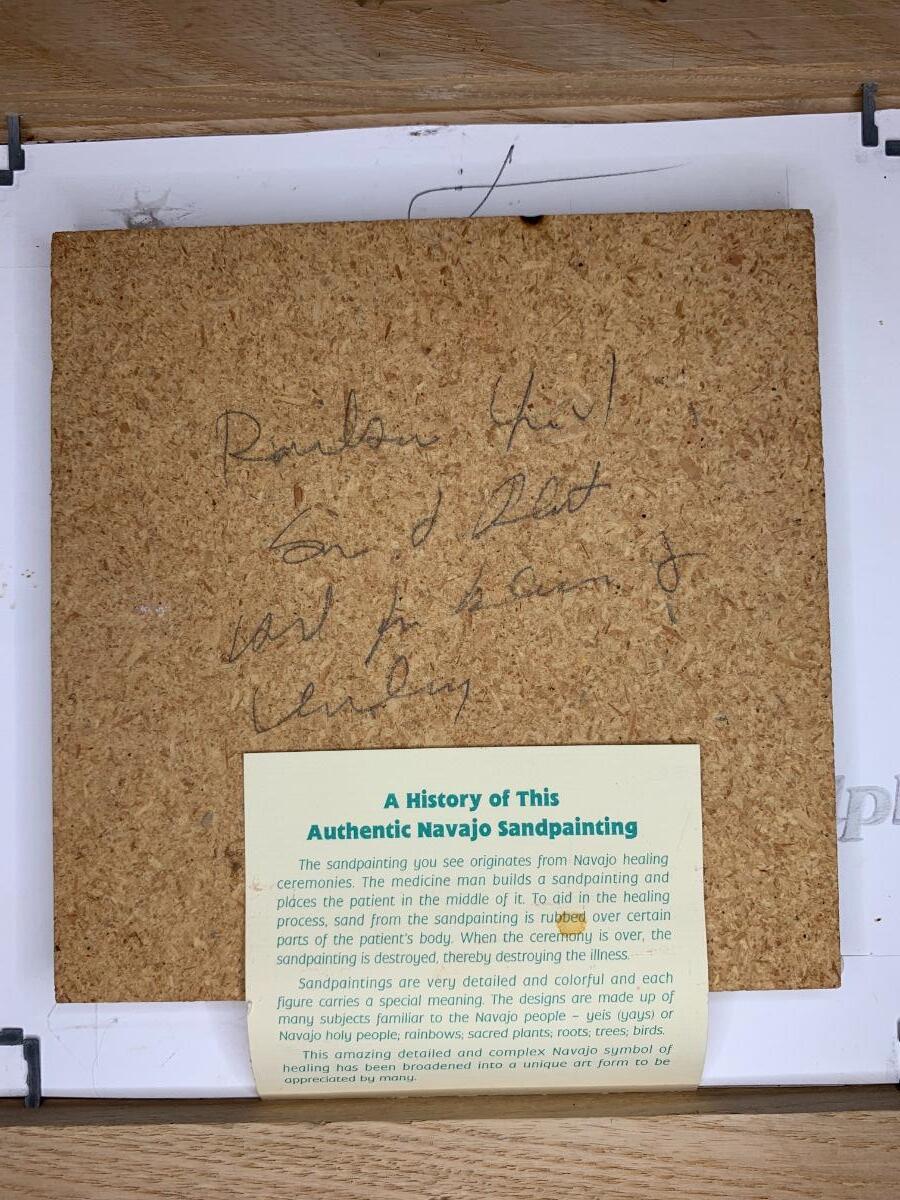 A History of This
Authentic Navajo Sandpainting
The sandpainting you see originates from Navajo healing
ceremonies. The medicine man builds a sandpainting and
places the patient in the middle of it. To aid in the healing
process, sand from the sandpainting is rubbed over certain
parts of the patient's body. When the ceremony is over, the
sandpainting is destroyed, thereby destroying the illness.
Sandpaintings are very detailed and colorful and each
figure carries a special meaning. The designs are made up of
many subjects familiar to the Navajo people – yeis (yays) or
Navajo holy people; rainbows; sacred plants; roots; trees; birds.
This amazing detailed and complex Navajo symbol of
healing has been broadened into a unique art form to be
appreciated by many.